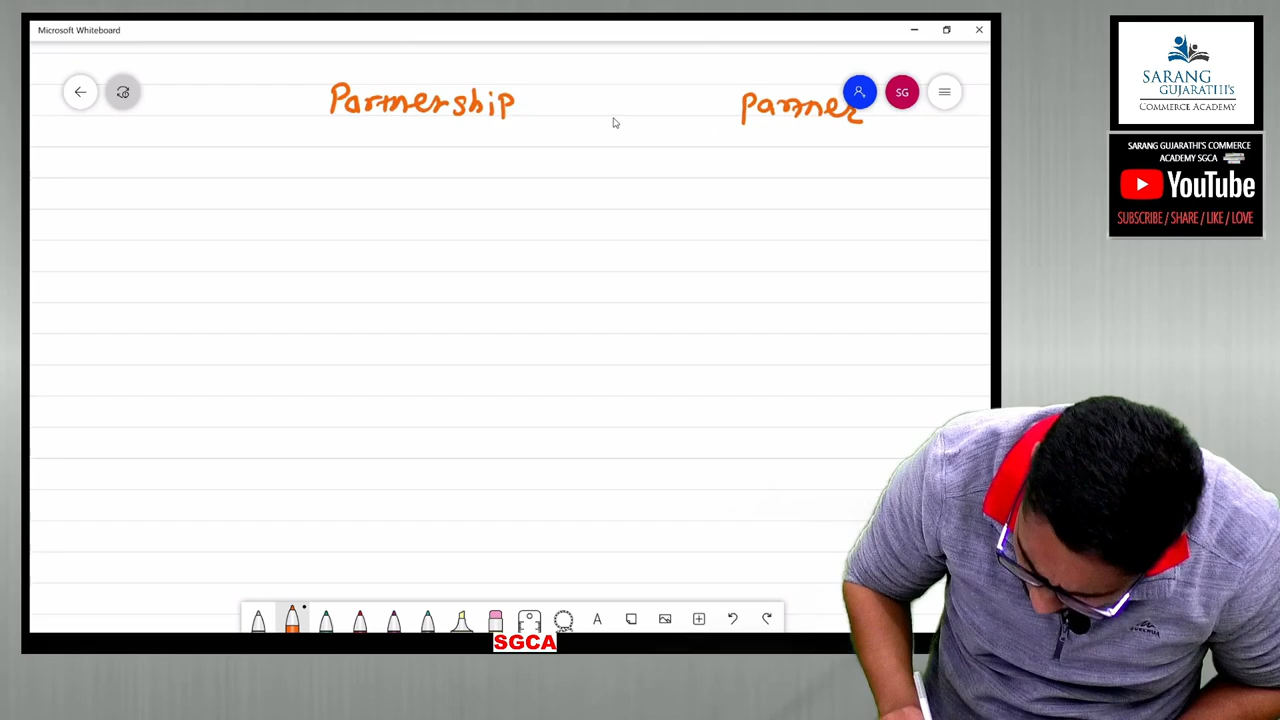 Microsoft Whiteboard
Partnership
Partner
SG
A
SGCA
SARANG
GUJARATHI'S
COMMERCE ACADEMY
SARANG GUJARATHI'S COMMERCE
ACADEMY SGCA
YouTube
SUBSCRIBE / SHARE / LIKE / LOVE